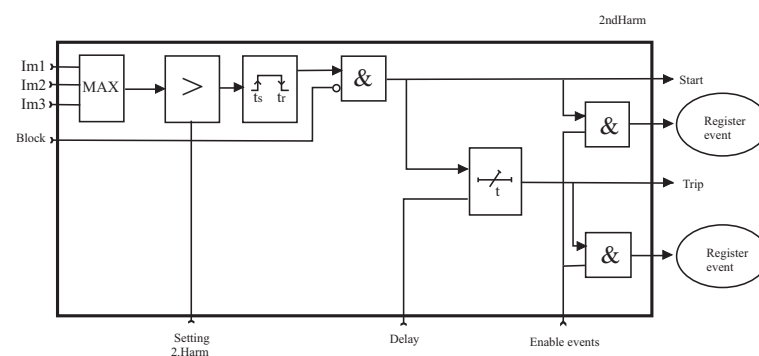 2ndHarm
Im1
Im2
Im3
MAX
>
ts tr
&
Start
&
Register
event
Block
t
Trip
&
Register
event
Setting
2.Harm
Delay
Enable events